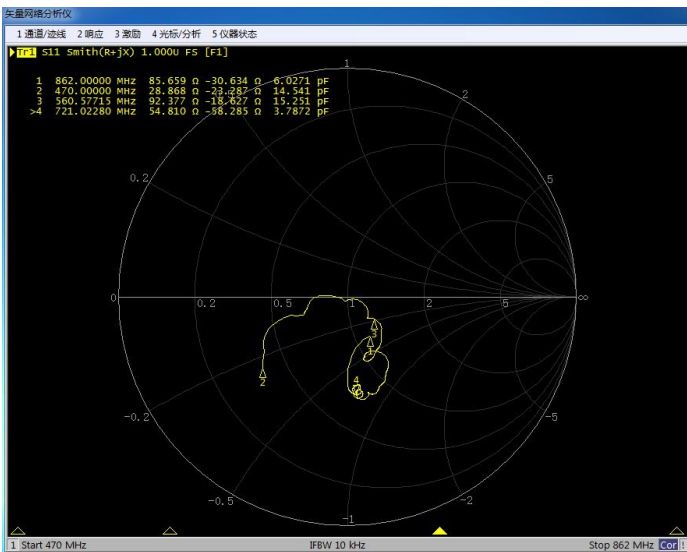 矢量网络分析仪
1 通道/迹线 2 响应 3 激励 4 光标/分析 5 仪器状态
Tr1 S11 Smith(R+jX) 1.000U FS [F1]
1 862.00000 MHz 85.659 Ω -30.634 Ω 6.0271 pF
2 470.00000 MHz 28.868 Ω -23.287 Ω 14.541 pF
3 560.57715 MHz 92.377 Ω -18.627 Ω 15.251 pF
>4 721.02280 MHz 54.810 Ω -58.285 Ω 3.7872 pF
1
2
0.2
5
0 0.2 0.5 1 2 5 ∞
3
1
4
2
-0.2
-5
-0.5
-2
-1
1 Start 470 MHz IFBW 10 kHz Stop 862 MHz Cor !